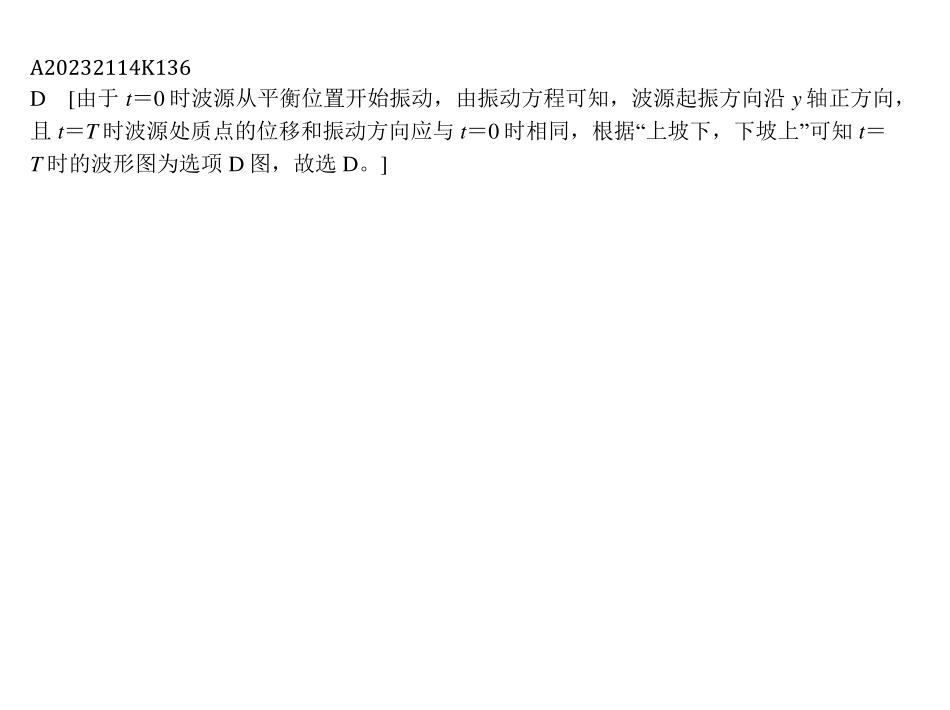 A20232114K136
D [由于 t＝0 时波源从平衡位置开始振动，由振动方程可知，波源起振方向沿 y 轴正方向，
且 t＝T 时波源处质点的位移和振动方向应与 t＝0 时相同，根据“上坡下，下坡上”可知 t＝
T 时的波形图为选项 D 图，故选 D。]